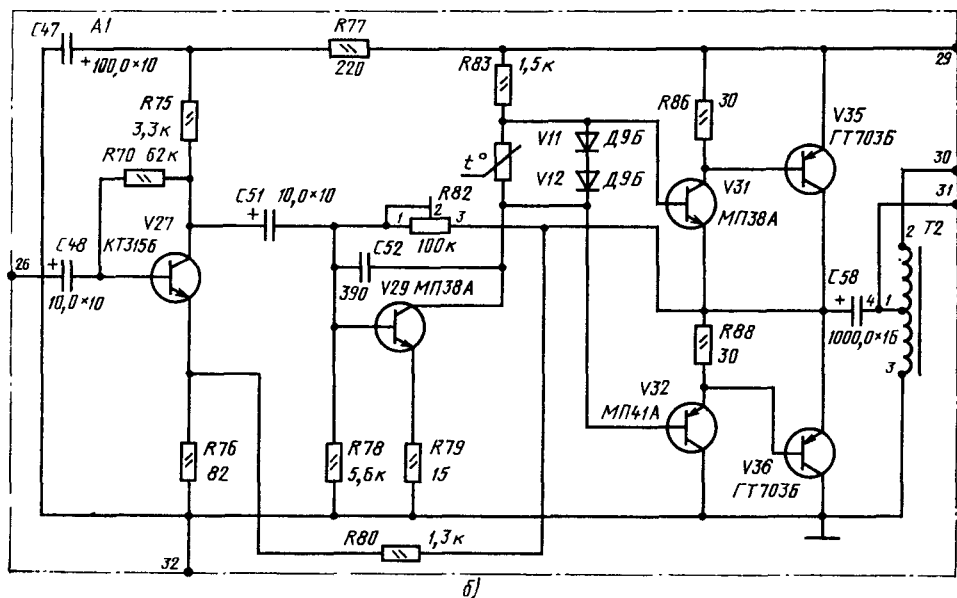 C47
A1
+100,0×10
R77
220
29
R75
3,3к
R83
1,5к
R86
30
V35
ГТ703Б
R70 62к
V11
Д9Б
V12
Д9Б
t°
30
31
V27
КТ315б
C51
+
10,0×10
R82
1
2
3
100к
V31
МП38А
2
T2
26
+
C48
10,0×10
C52
390
V29 МП38А
C58
+
4
1
1000,0×16
3
R88
30
V32
МП41А
V36
ГТ703Б
R76
82
R78
5,6к
R79
15
R80
1,3к
32
б)